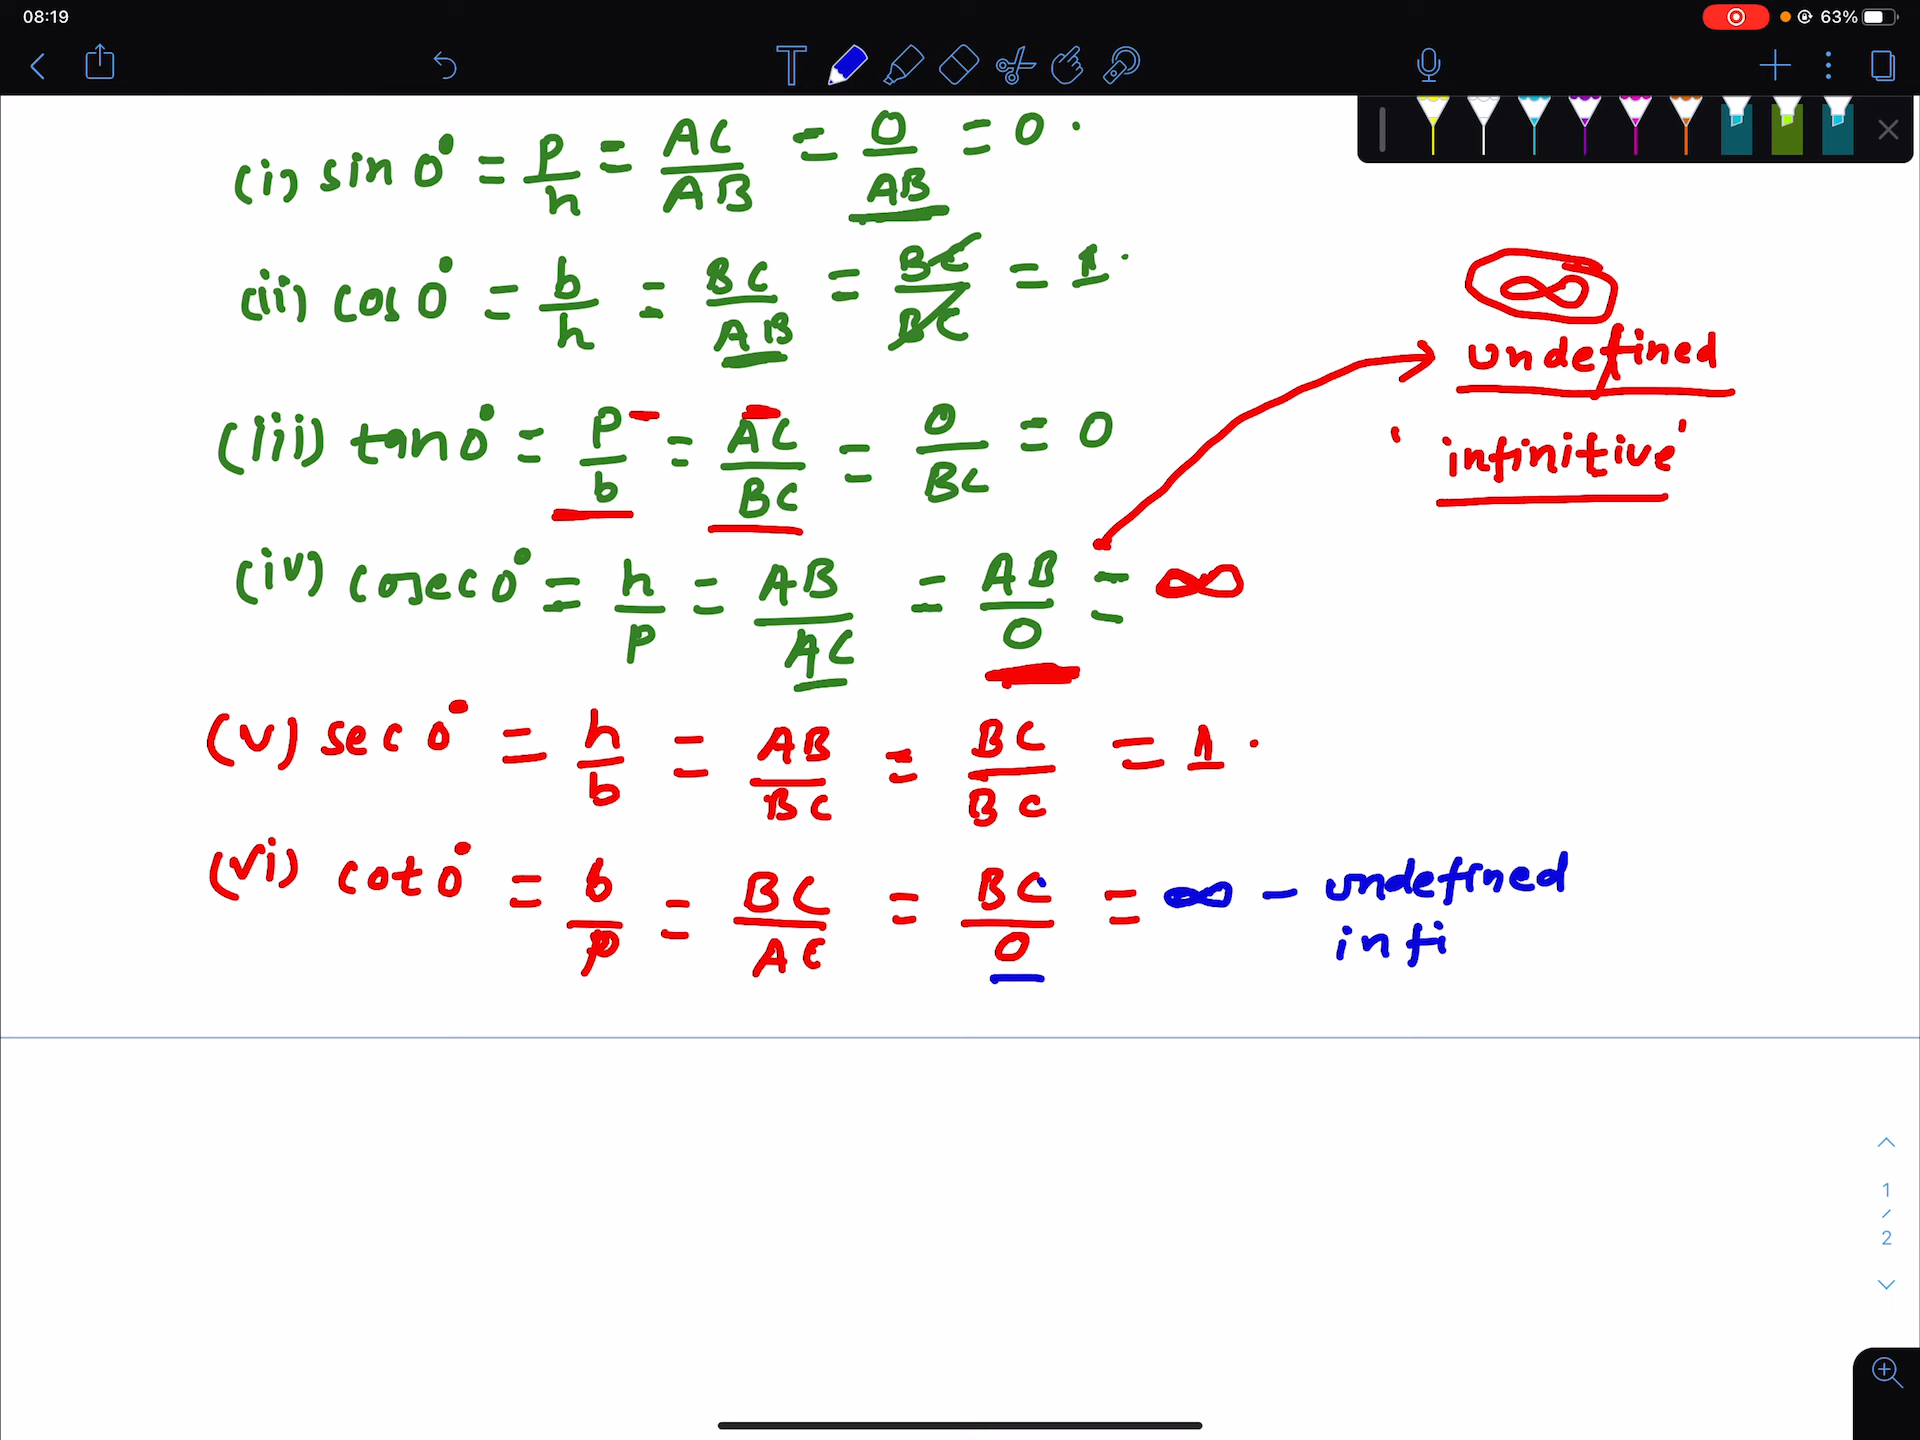 08:19
63%
(i) sin 0° = p/h = AC/AB = 0/AB = 0 .
(ii) cos 0° = b/h = BC/AB = BC/BC = 1 .
∞
undefined
(iii) tan 0° = p/b = AC/BC = 0/BC = 0
' infinitive '
(iv) cosec 0° = h/p = AB/AC = AB/0 = ∞
(v) sec 0° = h/b = AB/BC = BC/BC = 1 .
(vi) cot 0° = b/p = BC/AC = BC/0 = ∞ – undefined
infi
1
/
2